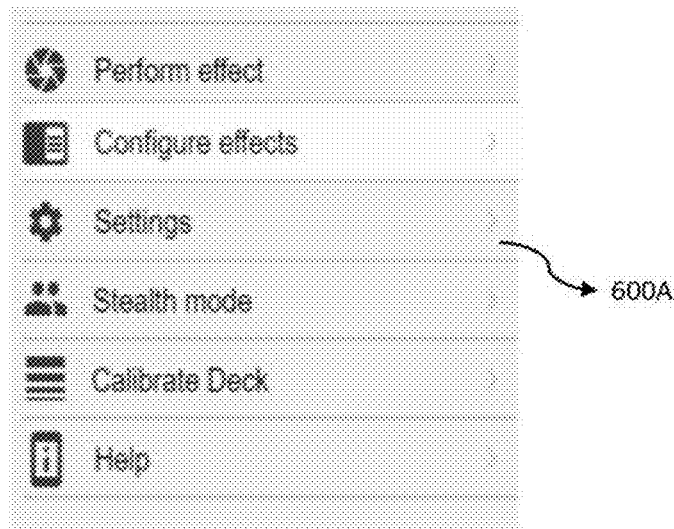 Perform effect
Configure effects
Settings
600A
Stealth mode
Calibrate Deck
Help